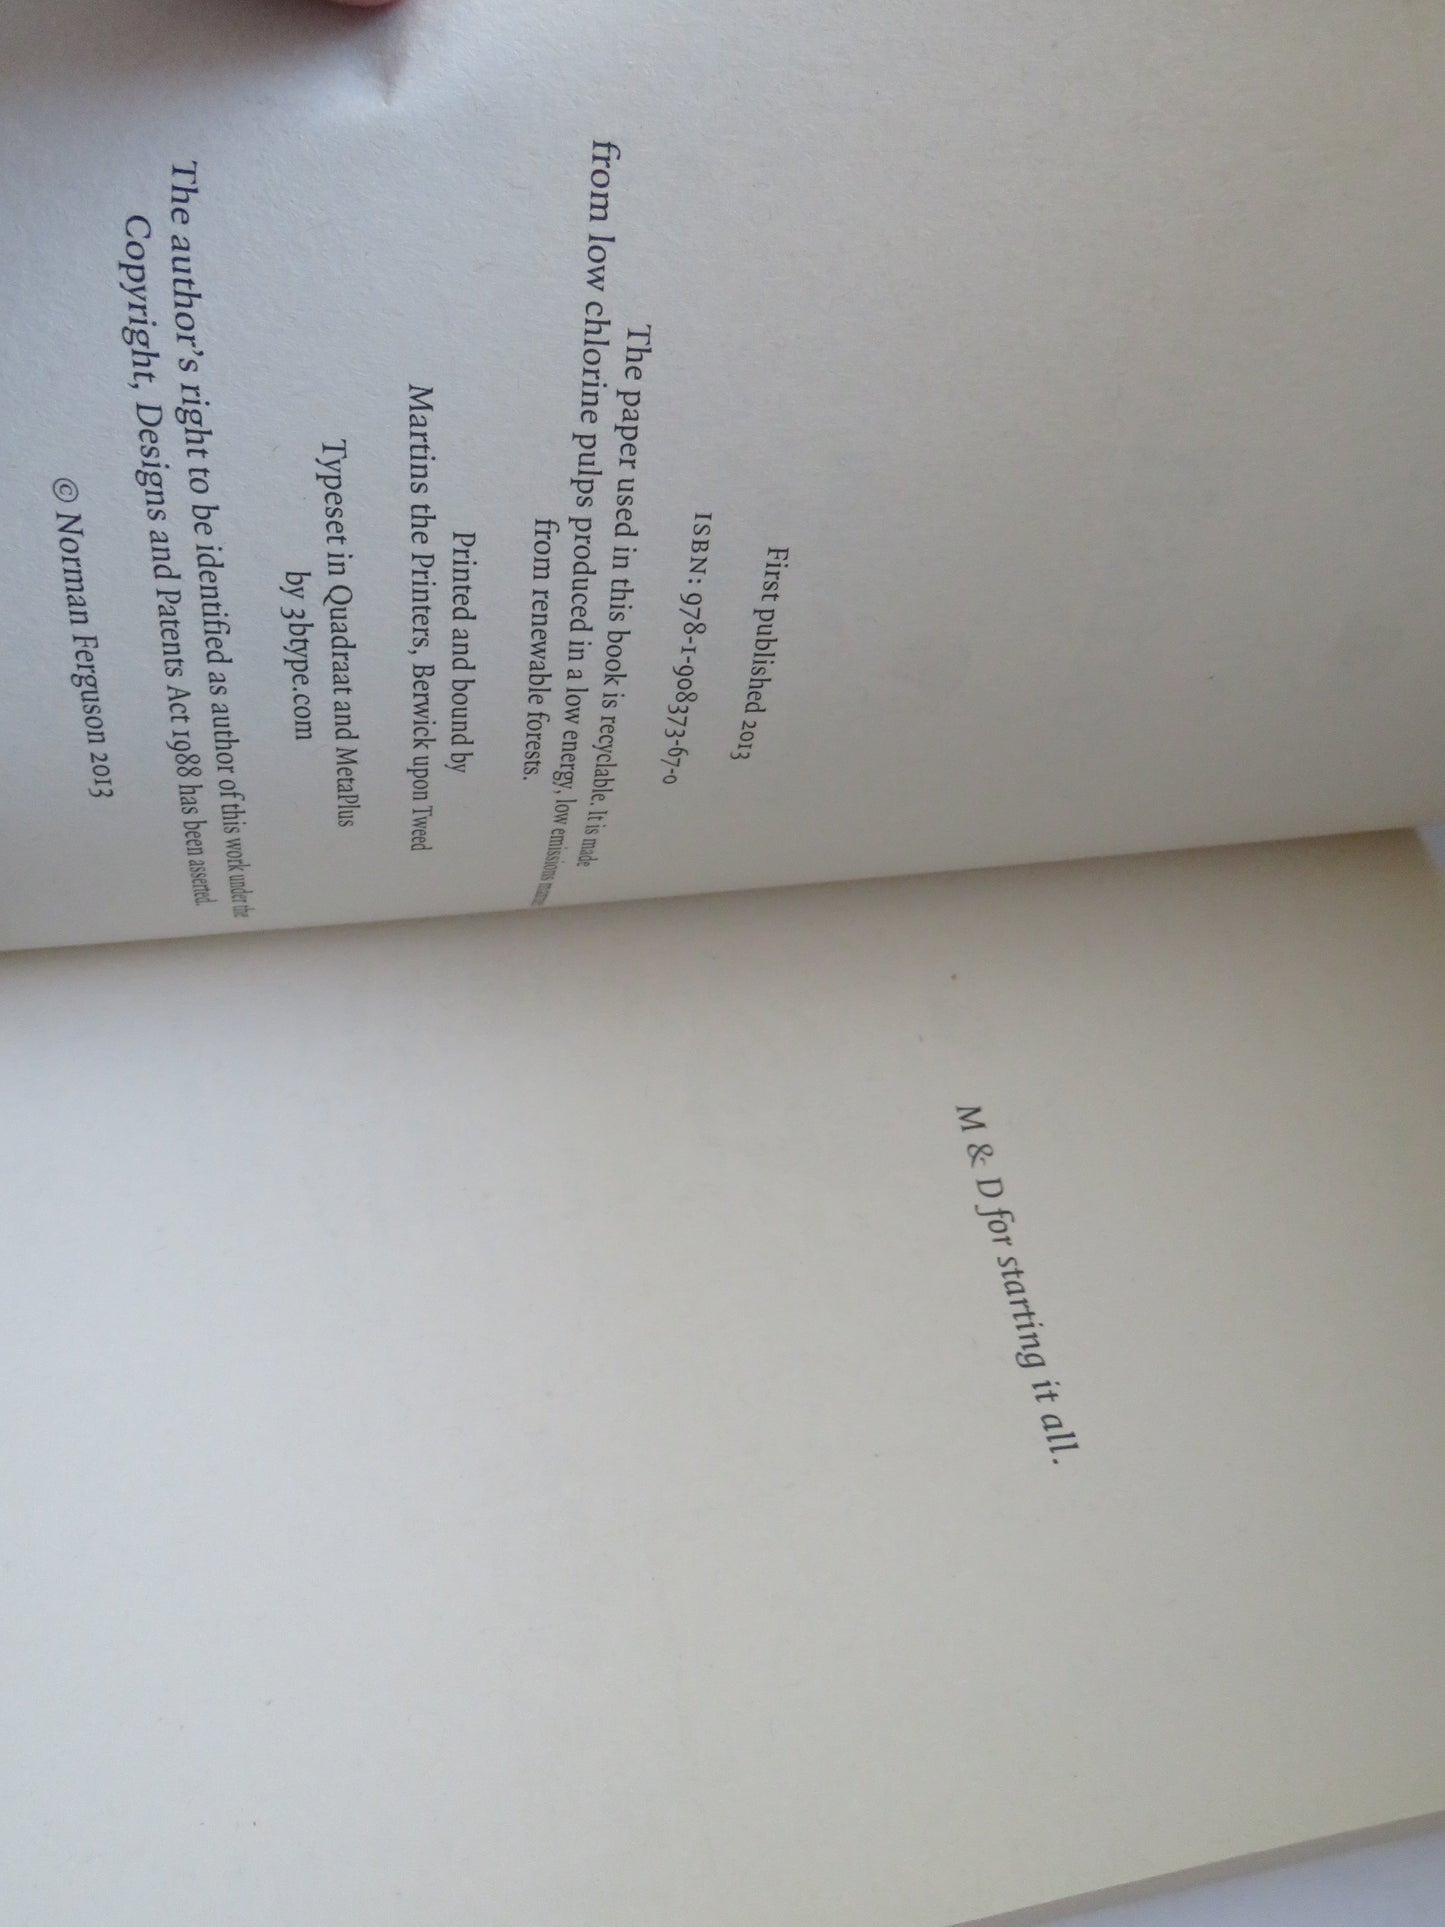 First published 2013
ISBN: 978-1-908373-67-0
The paper used in this book is recyclable. It is made
from low chlorine pulps produced in a low energy, low emissions
from renewable forests.
Printed and bound by
Martins the Printers, Berwick upon Tweed
Typeset in Quadraat and MetaPlus
by 3btype.com
The author's right to be identified as author of this work under the
Copyright, Designs and Patents Act 1988 has been asserted.
© Norman Ferguson 2013
M & D for starting it all.